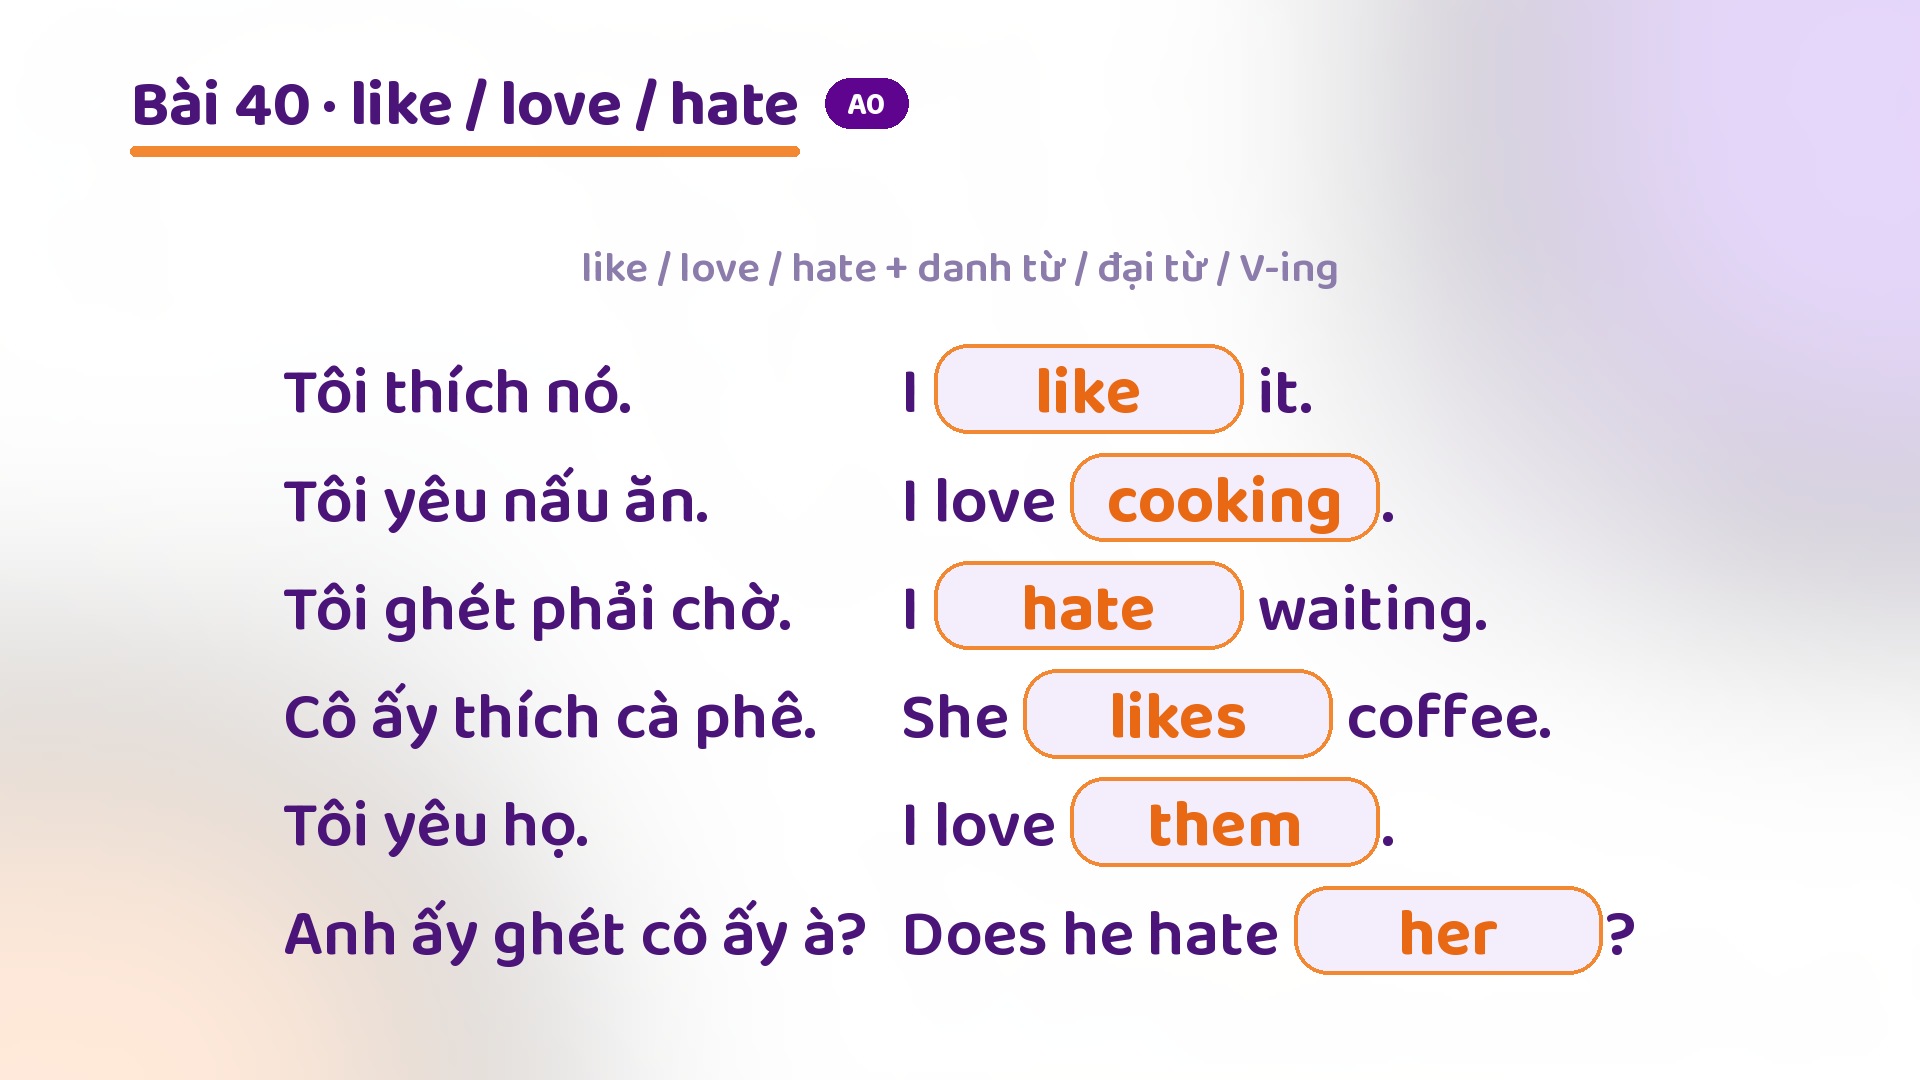 Bài 40 · like / love / hate A0
like / love / hate + danh từ / đại từ / V-ing
Tôi thích nó. I like it.
Tôi yêu nấu ăn. I love cooking.
Tôi ghét phải chờ. I hate waiting.
Cô ấy thích cà phê. She likes coffee.
Tôi yêu họ. I love them.
Anh ấy ghét cô ấy à? Does he hate her?